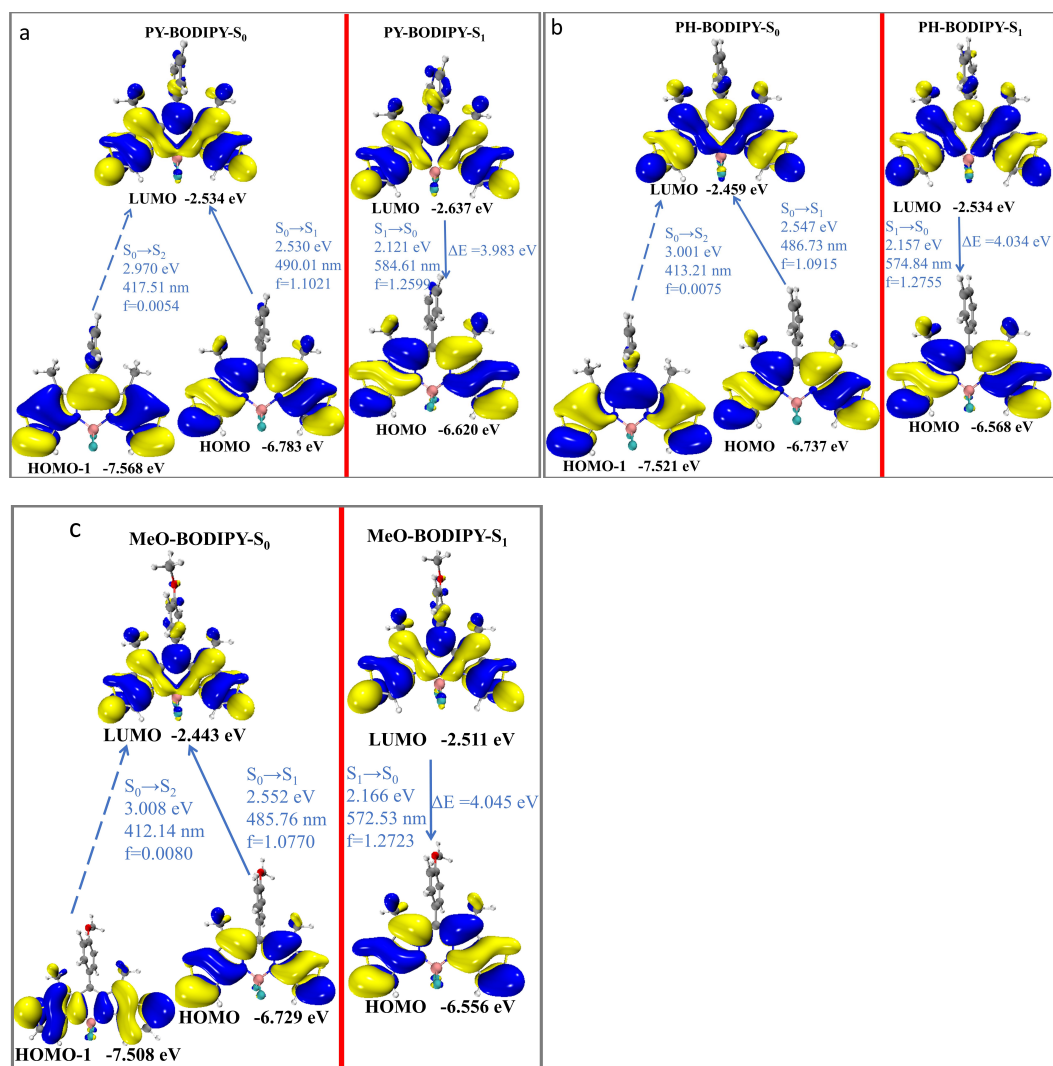 a
PY-BODIPY-S₀
PY-BODIPY-S₁
LUMO -2.534 eV
LUMO -2.637 eV
S₀→S₂
2.970 eV
417.51 nm
f=0.0054
S₀→S₁
2.530 eV
490.01 nm
f=1.1021
S₁→S₀
2.121 eV
584.61 nm
f=1.2599
ΔE =3.983 eV
HOMO-1 -7.568 eV
HOMO -6.783 eV
HOMO -6.620 eV
b
PH-BODIPY-S₀
PH-BODIPY-S₁
LUMO -2.459 eV
LUMO -2.534 eV
S₀→S₂
3.001 eV
413.21 nm
f=0.0075
S₀→S₁
2.547 eV
486.73 nm
f=1.0915
S₁→S₀
2.157 eV
574.84 nm
f=1.2755
ΔE =4.034 eV
HOMO-1 -7.521 eV
HOMO -6.737 eV
HOMO -6.568 eV
c
MeO-BODIPY-S₀
MeO-BODIPY-S₁
LUMO -2.443 eV
LUMO -2.511 eV
S₀→S₂
3.008 eV
412.14 nm
f=0.0080
S₀→S₁
2.552 eV
485.76 nm
f=1.0770
S₁→S₀
2.166 eV
572.53 nm
f=1.2723
ΔE =4.045 eV
HOMO-1 -7.508 eV
HOMO -6.729 eV
HOMO -6.556 eV